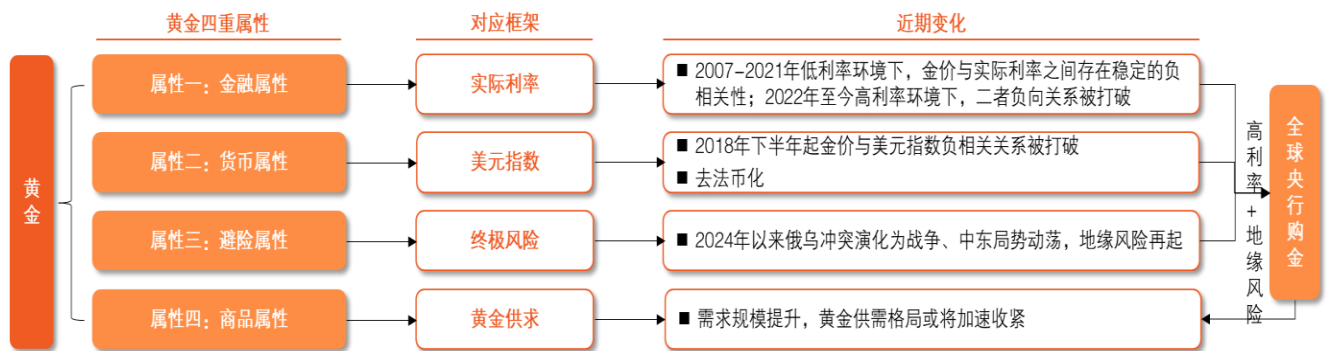 黄金四重属性
对应框架
近期变化
黄金
属性一：金融属性
实际利率
■ 2007-2021年低利率环境下，金价与实际利率之间存在稳定的负
相关性；2022年至今高利率环境下，二者负向关系被打破
属性二：货币属性
美元指数
■ 2018年下半年起金价与美元指数负相关关系被打破
■ 去法币化
属性三：避险属性
终极风险
■ 2024年以来俄乌冲突演化为战争、中东局势动荡，地缘风险再起
属性四：商品属性
黄金供求
■ 需求规模提升，黄金供需格局或将加速收紧
高利率+地缘风险
全球央行购金